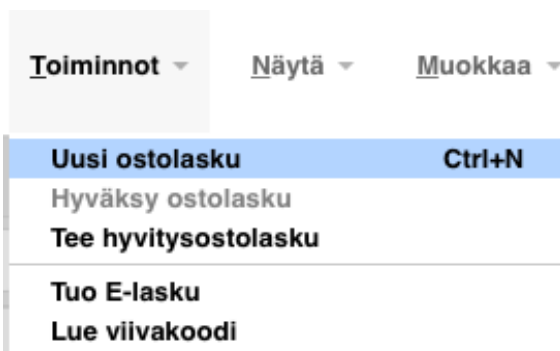 Toiminnot Näytä Muokkaa
Uusi ostolasku Ctrl+N
Hyväksy ostolasku
Tee hyvitysostolasku
Tuo E-lasku
Lue viivakoodi